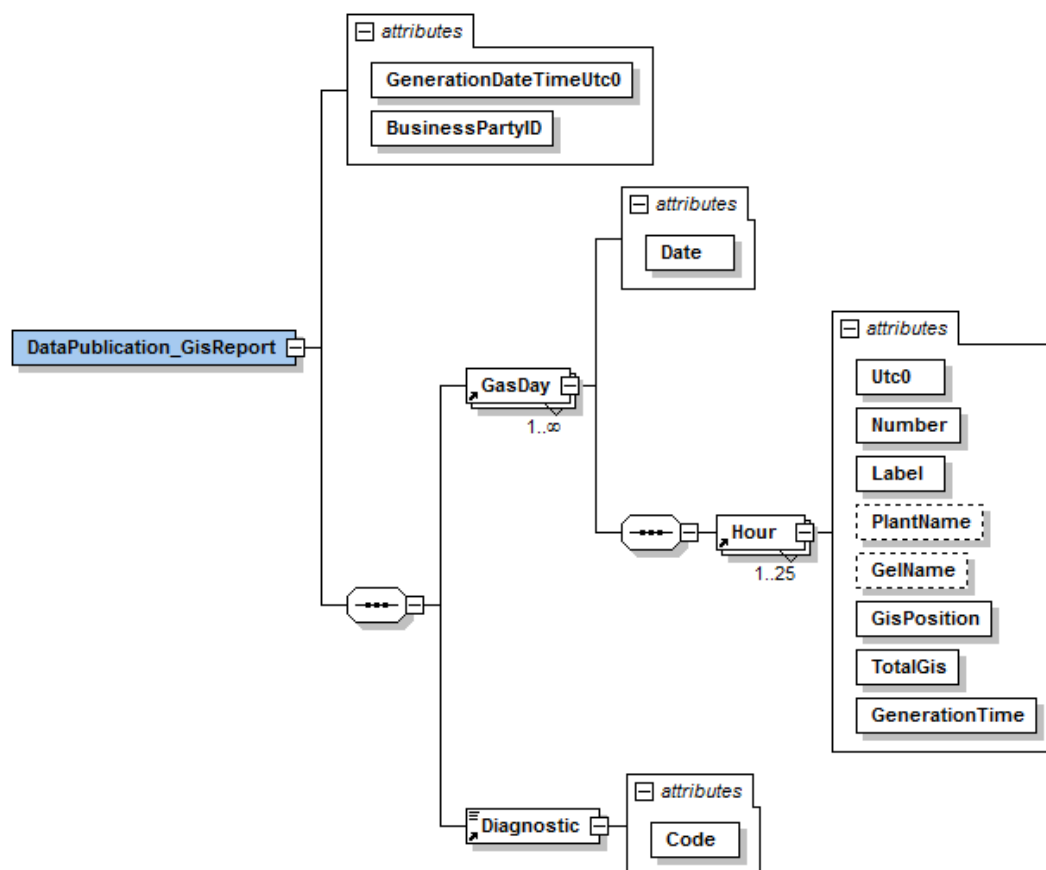 attributes
GenerationDateTimeUtc0
BusinessPartyID
attributes
Date
DataPublication_GisReport
GasDay
1..∞
attributes
Utc0
Number
Label
PlantName
GelName
GisPosition
TotalGis
GenerationTime
Hour
1..25
attributes
Diagnostic
Code